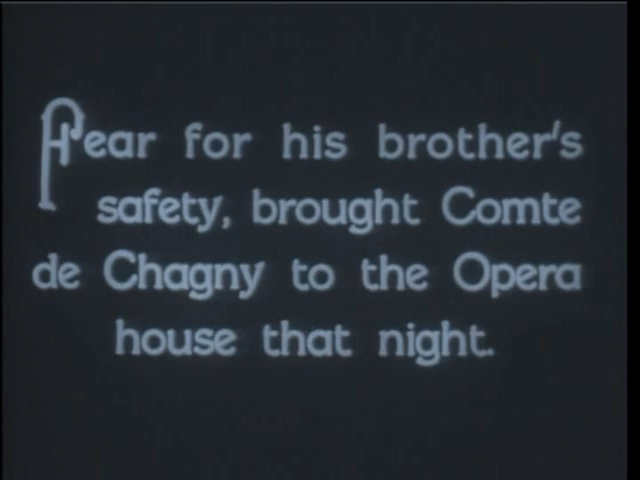 Fear for his brother's
safety, brought Comte
de Chagny to the Opera
house that night.